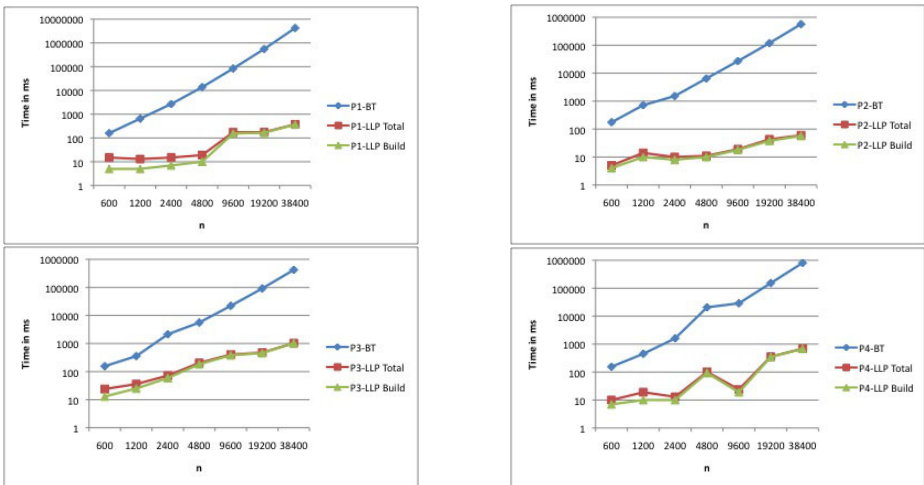 10000000
1000000
100000
10000
1000
100
10
1
Time in ms
600 1200 2400 4800 9600 19200 38400
n
P1-BT
P1-LLP Total
P1-LLP Build
1000000
100000
10000
1000
100
10
1
Time in ms
600 1200 2400 4800 9600 19200 38400
n
P2-BT
P2-LLP Total
P2-LLP Build
1000000
100000
10000
1000
100
10
1
Time in ms
600 1200 2400 4800 9600 19200 38400
n
P3-BT
P3-LLP Total
P3-LLP Build
1000000
100000
10000
1000
100
10
1
Time in ms
600 1200 2400 4800 9600 19200 38400
n
P4-BT
P4-LLP Total
P4-LLP Build